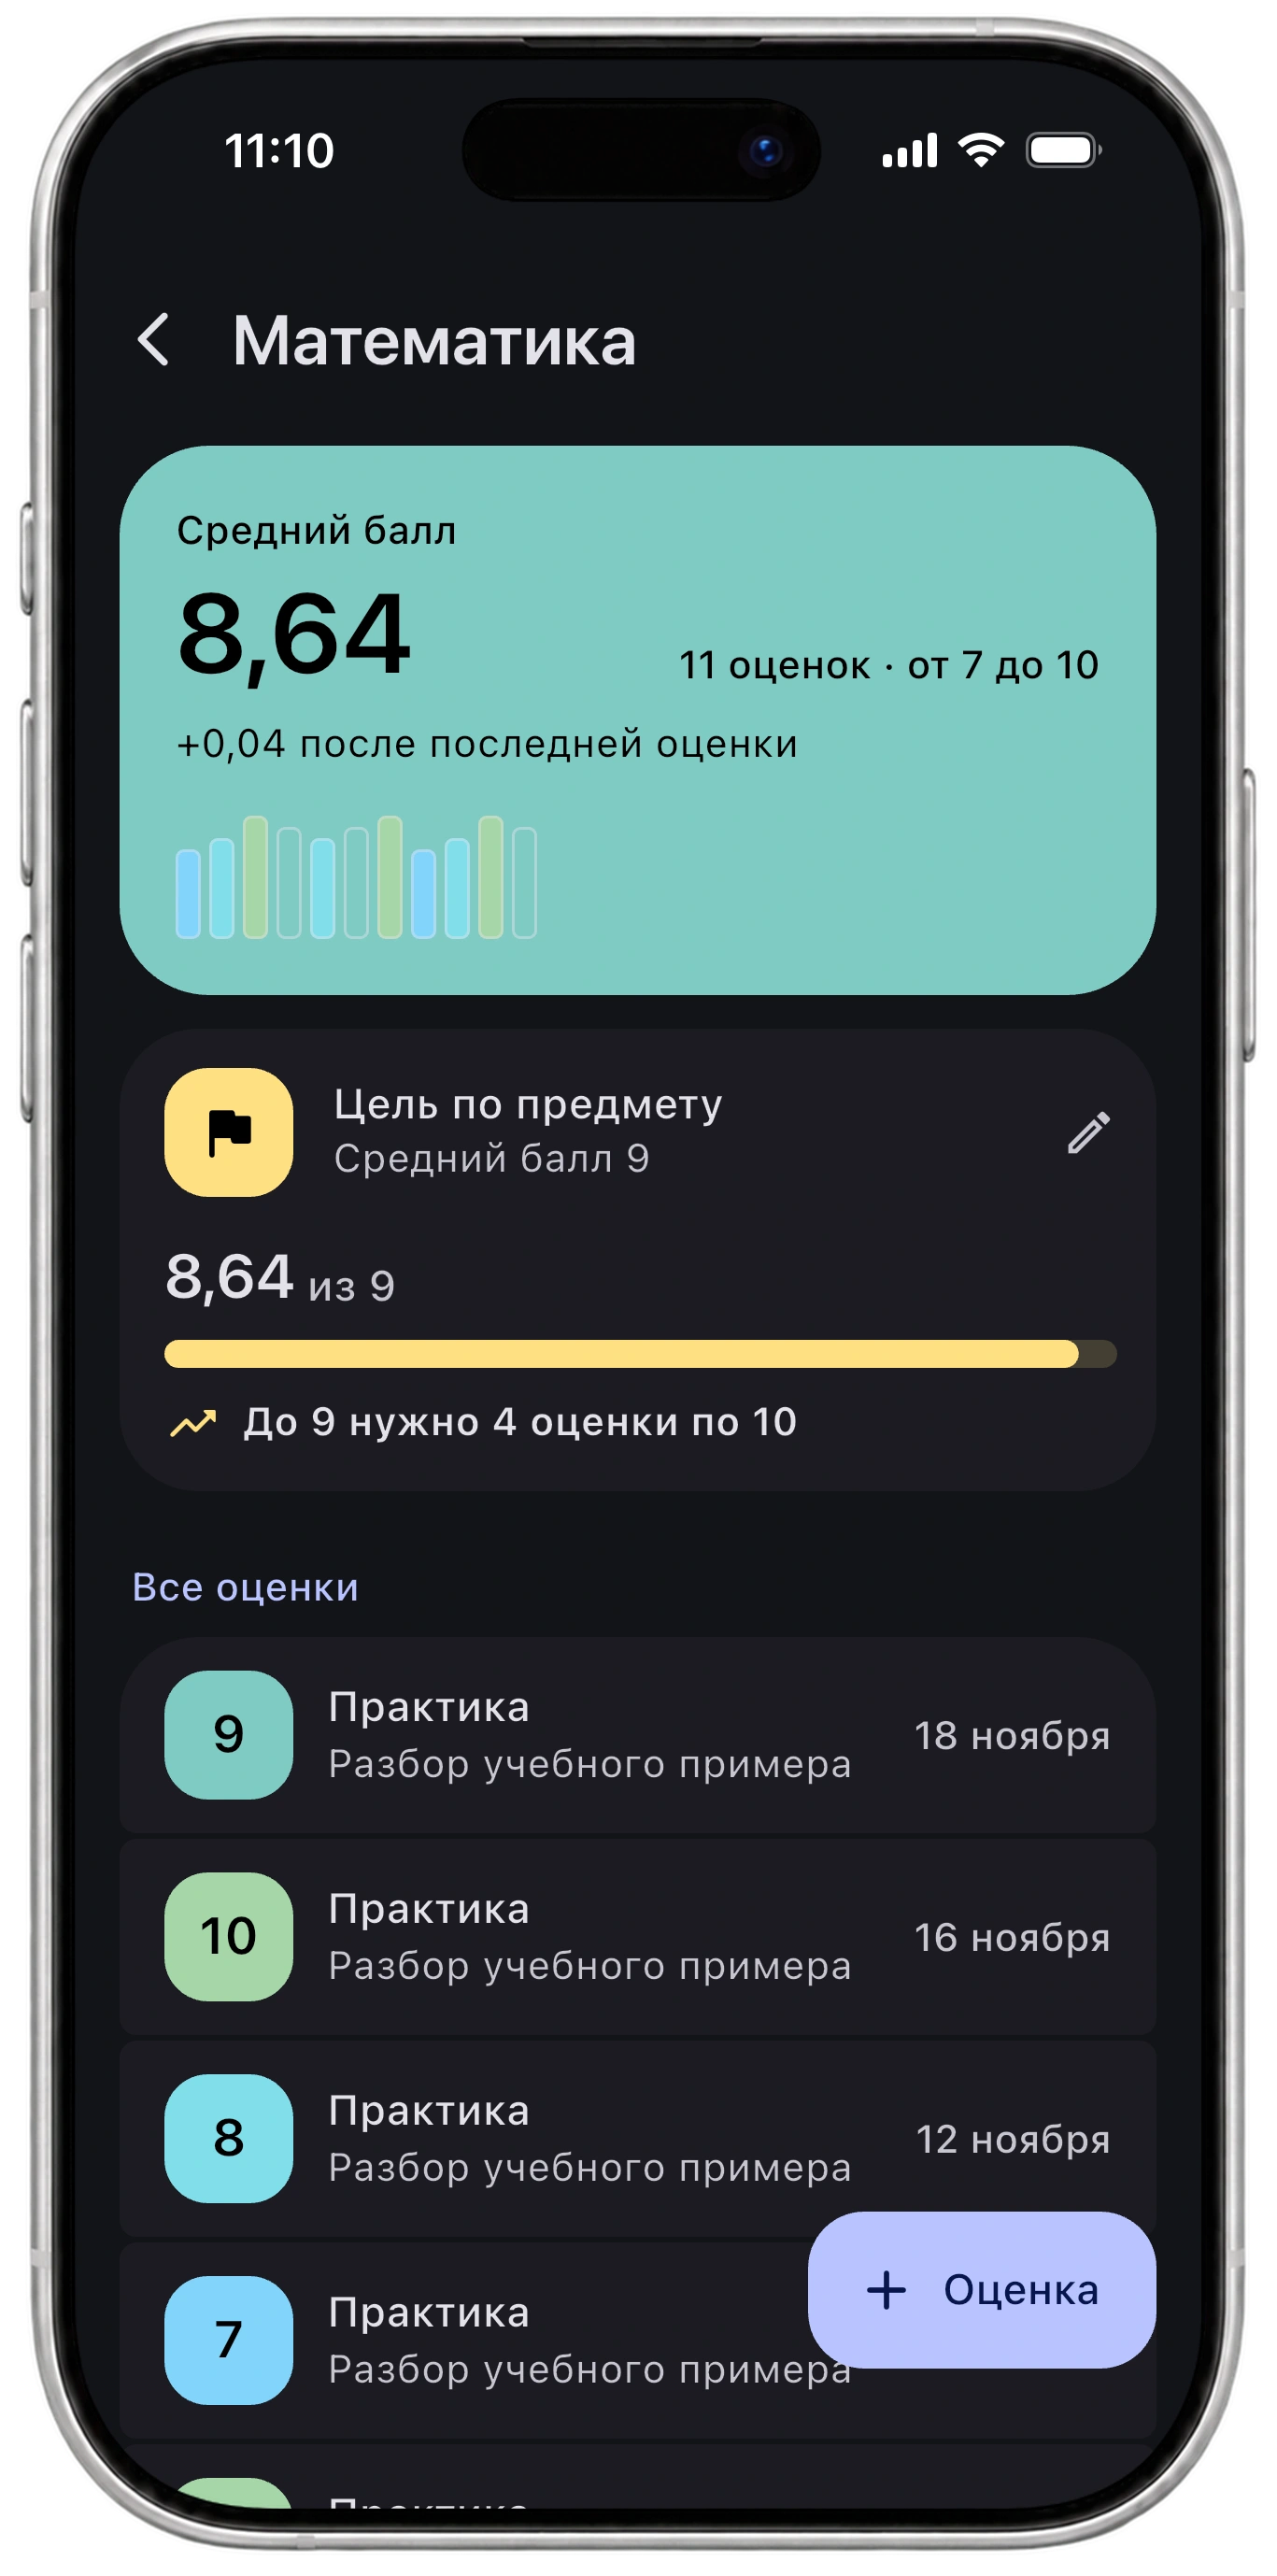 11:10
Математика
Средний балл
8,64
11 оценок · от 7 до 10
+0,04 после последней оценки
Цель по предмету
Средний балл 9
8,64 из 9
До 9 нужно 4 оценки по 10
Все оценки
9
Практика
Разбор учебного примера
18 ноября
10
Практика
Разбор учебного примера
16 ноября
8
Практика
Разбор учебного примера
12 ноября
7
Практика
Разбор учебного примера
+ Оценка